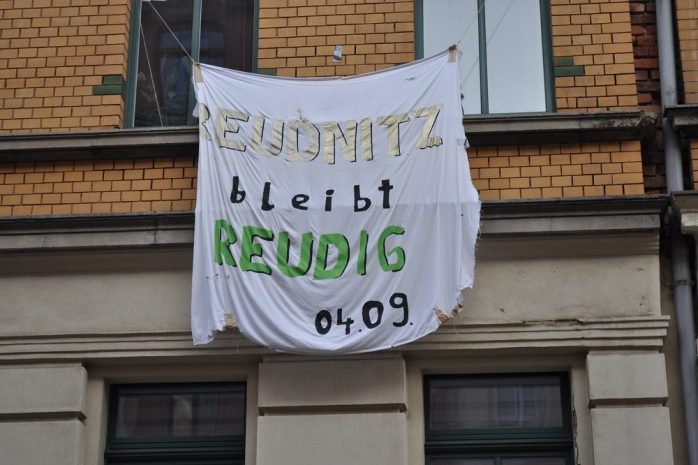 REUDNITZ
bleibt
REUDIG
04.09.